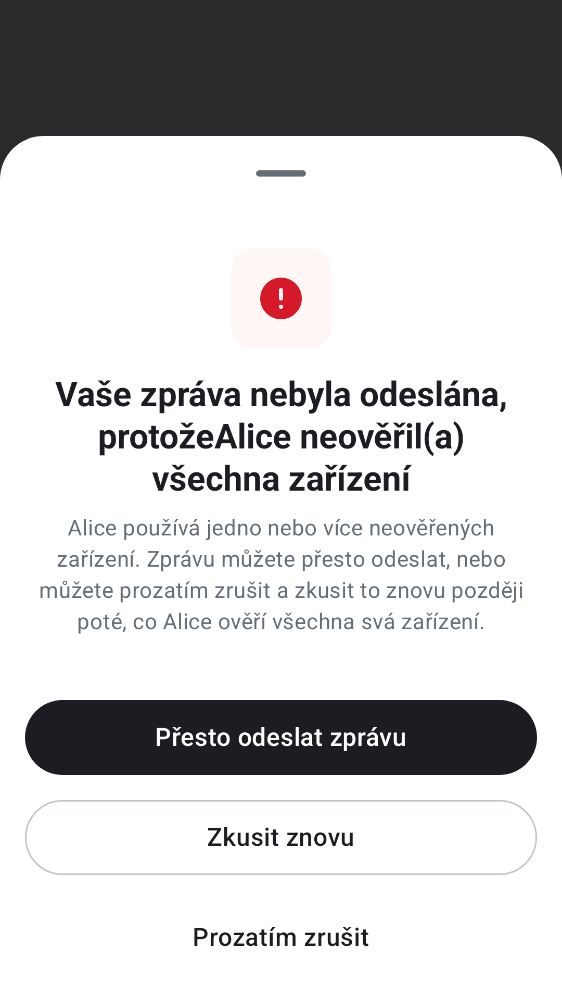 Vaše zpráva nebyla odeslána,
protožeAlice neověřil(a)
všechna zařízení
Alice používá jedno nebo více neověřených
zařízení. Zprávu můžete přesto odeslat, nebo
můžete prozatím zrušit a zkusit to znovu později
poté, co Alice ověří všechna svá zařízení.
Přesto odeslat zprávu
Zkusit znovu
Prozatím zrušit